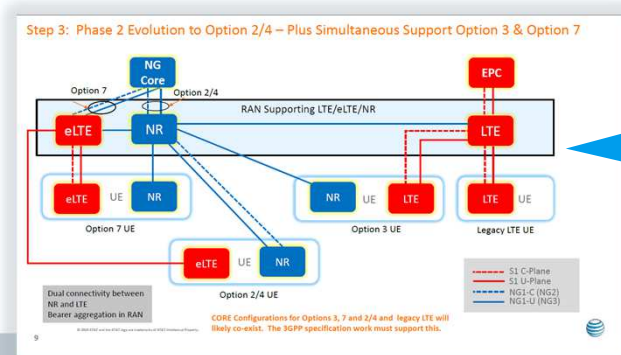 Step 3: Phase 2 Evolution to Option 2/4 – Plus Simultaneous Support Option 3 & Option 7
NG
Core
EPC
Option 7
Option 2/4
RAN Supporting LTE/eLTE/NR
eLTE
NR
LTE
eLTE
UE
NR
NR
UE
LTE
LTE
UE
Option 7 UE
Option 3 UE
Legacy LTE UE
eLTE
UE
NR
Option 2/4 UE
S1 C-Plane
S1 U-Plane
NG1-C (NG2)
NG1-U (NG3)
Dual connectivity between
NR and LTE
Bearer aggregation in RAN
CORE Configurations for Options 3, 7 and 2/4 and legacy LTE will
likely co-exist. The 3GPP specification work must support this.
9